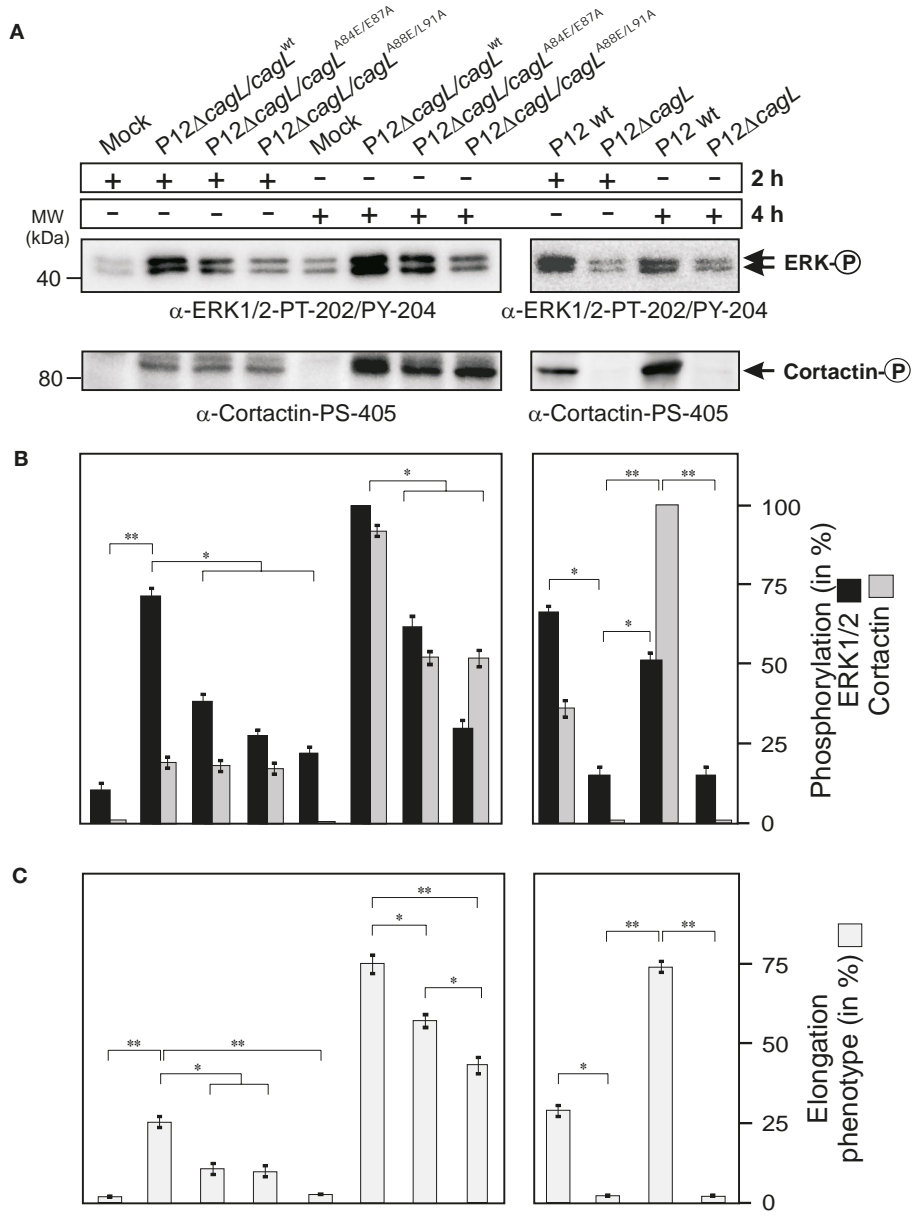 A
Mock
P12ΔcagL/cagL^wt
P12ΔcagL/cagL^A84E/E87A
P12ΔcagL/cagL^A88E/L91A
Mock
P12ΔcagL/cagL^wt
P12ΔcagL/cagL^A84E/E87A
P12ΔcagL/cagL^A88E/L91A
P12 wt
P12ΔcagL
P12 wt
P12ΔcagL
+ + + + – – – – + + – – 2 h
– – – – + + + + – – + + 4 h
MW
(kDa)
40
ERK-Ⓟ
α-ERK1/2-PT-202/PY-204
α-ERK1/2-PT-202/PY-204
80
Cortactin-Ⓟ
α-Cortactin-PS-405
α-Cortactin-PS-405
B
** * * * * ** **
100
75
50
25
0
Phosphorylation (in %)
ERK1/2
Cortactin
C
** * ** * ** * * ** **
75
50
25
0
Elongation
phenotype (in %)